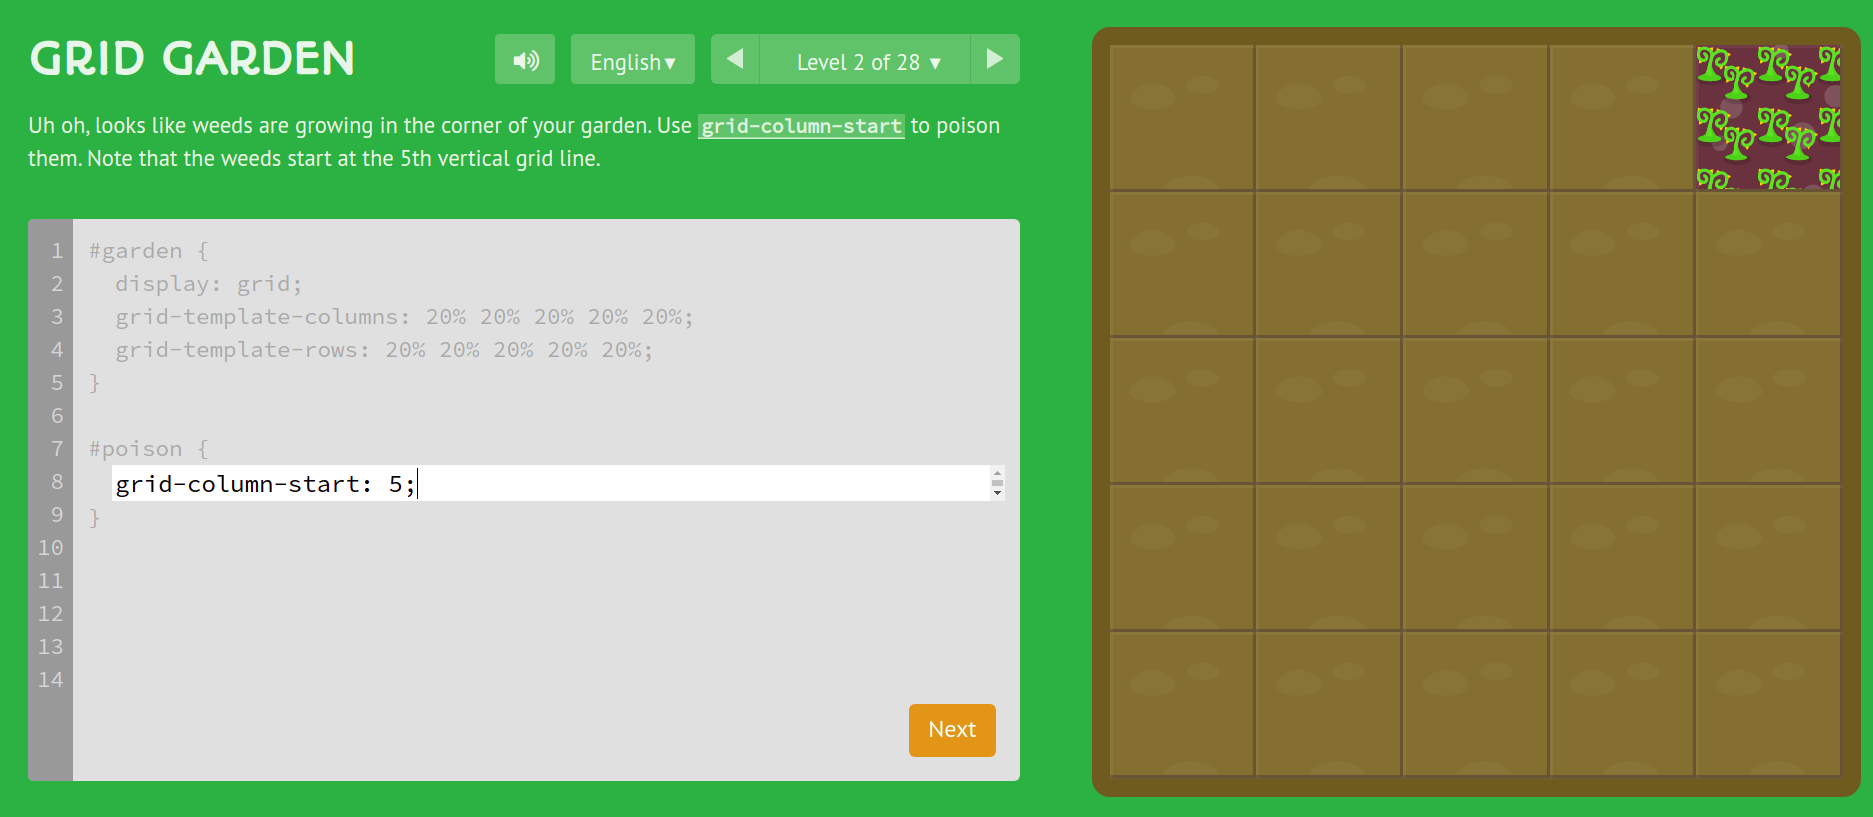 GRID GARDEN
English▾
Level 2 of 28 ▾
Uh oh, looks like weeds are growing in the corner of your garden. Use grid-column-start to poison
them. Note that the weeds start at the 5th vertical grid line.
1 #garden {
2 display: grid;
3 grid-template-columns: 20% 20% 20% 20% 20%;
4 grid-template-rows: 20% 20% 20% 20% 20%;
5 }
6
7 #poison {
8 grid-column-start: 5;
9 }
10
11
12
13
14
Next